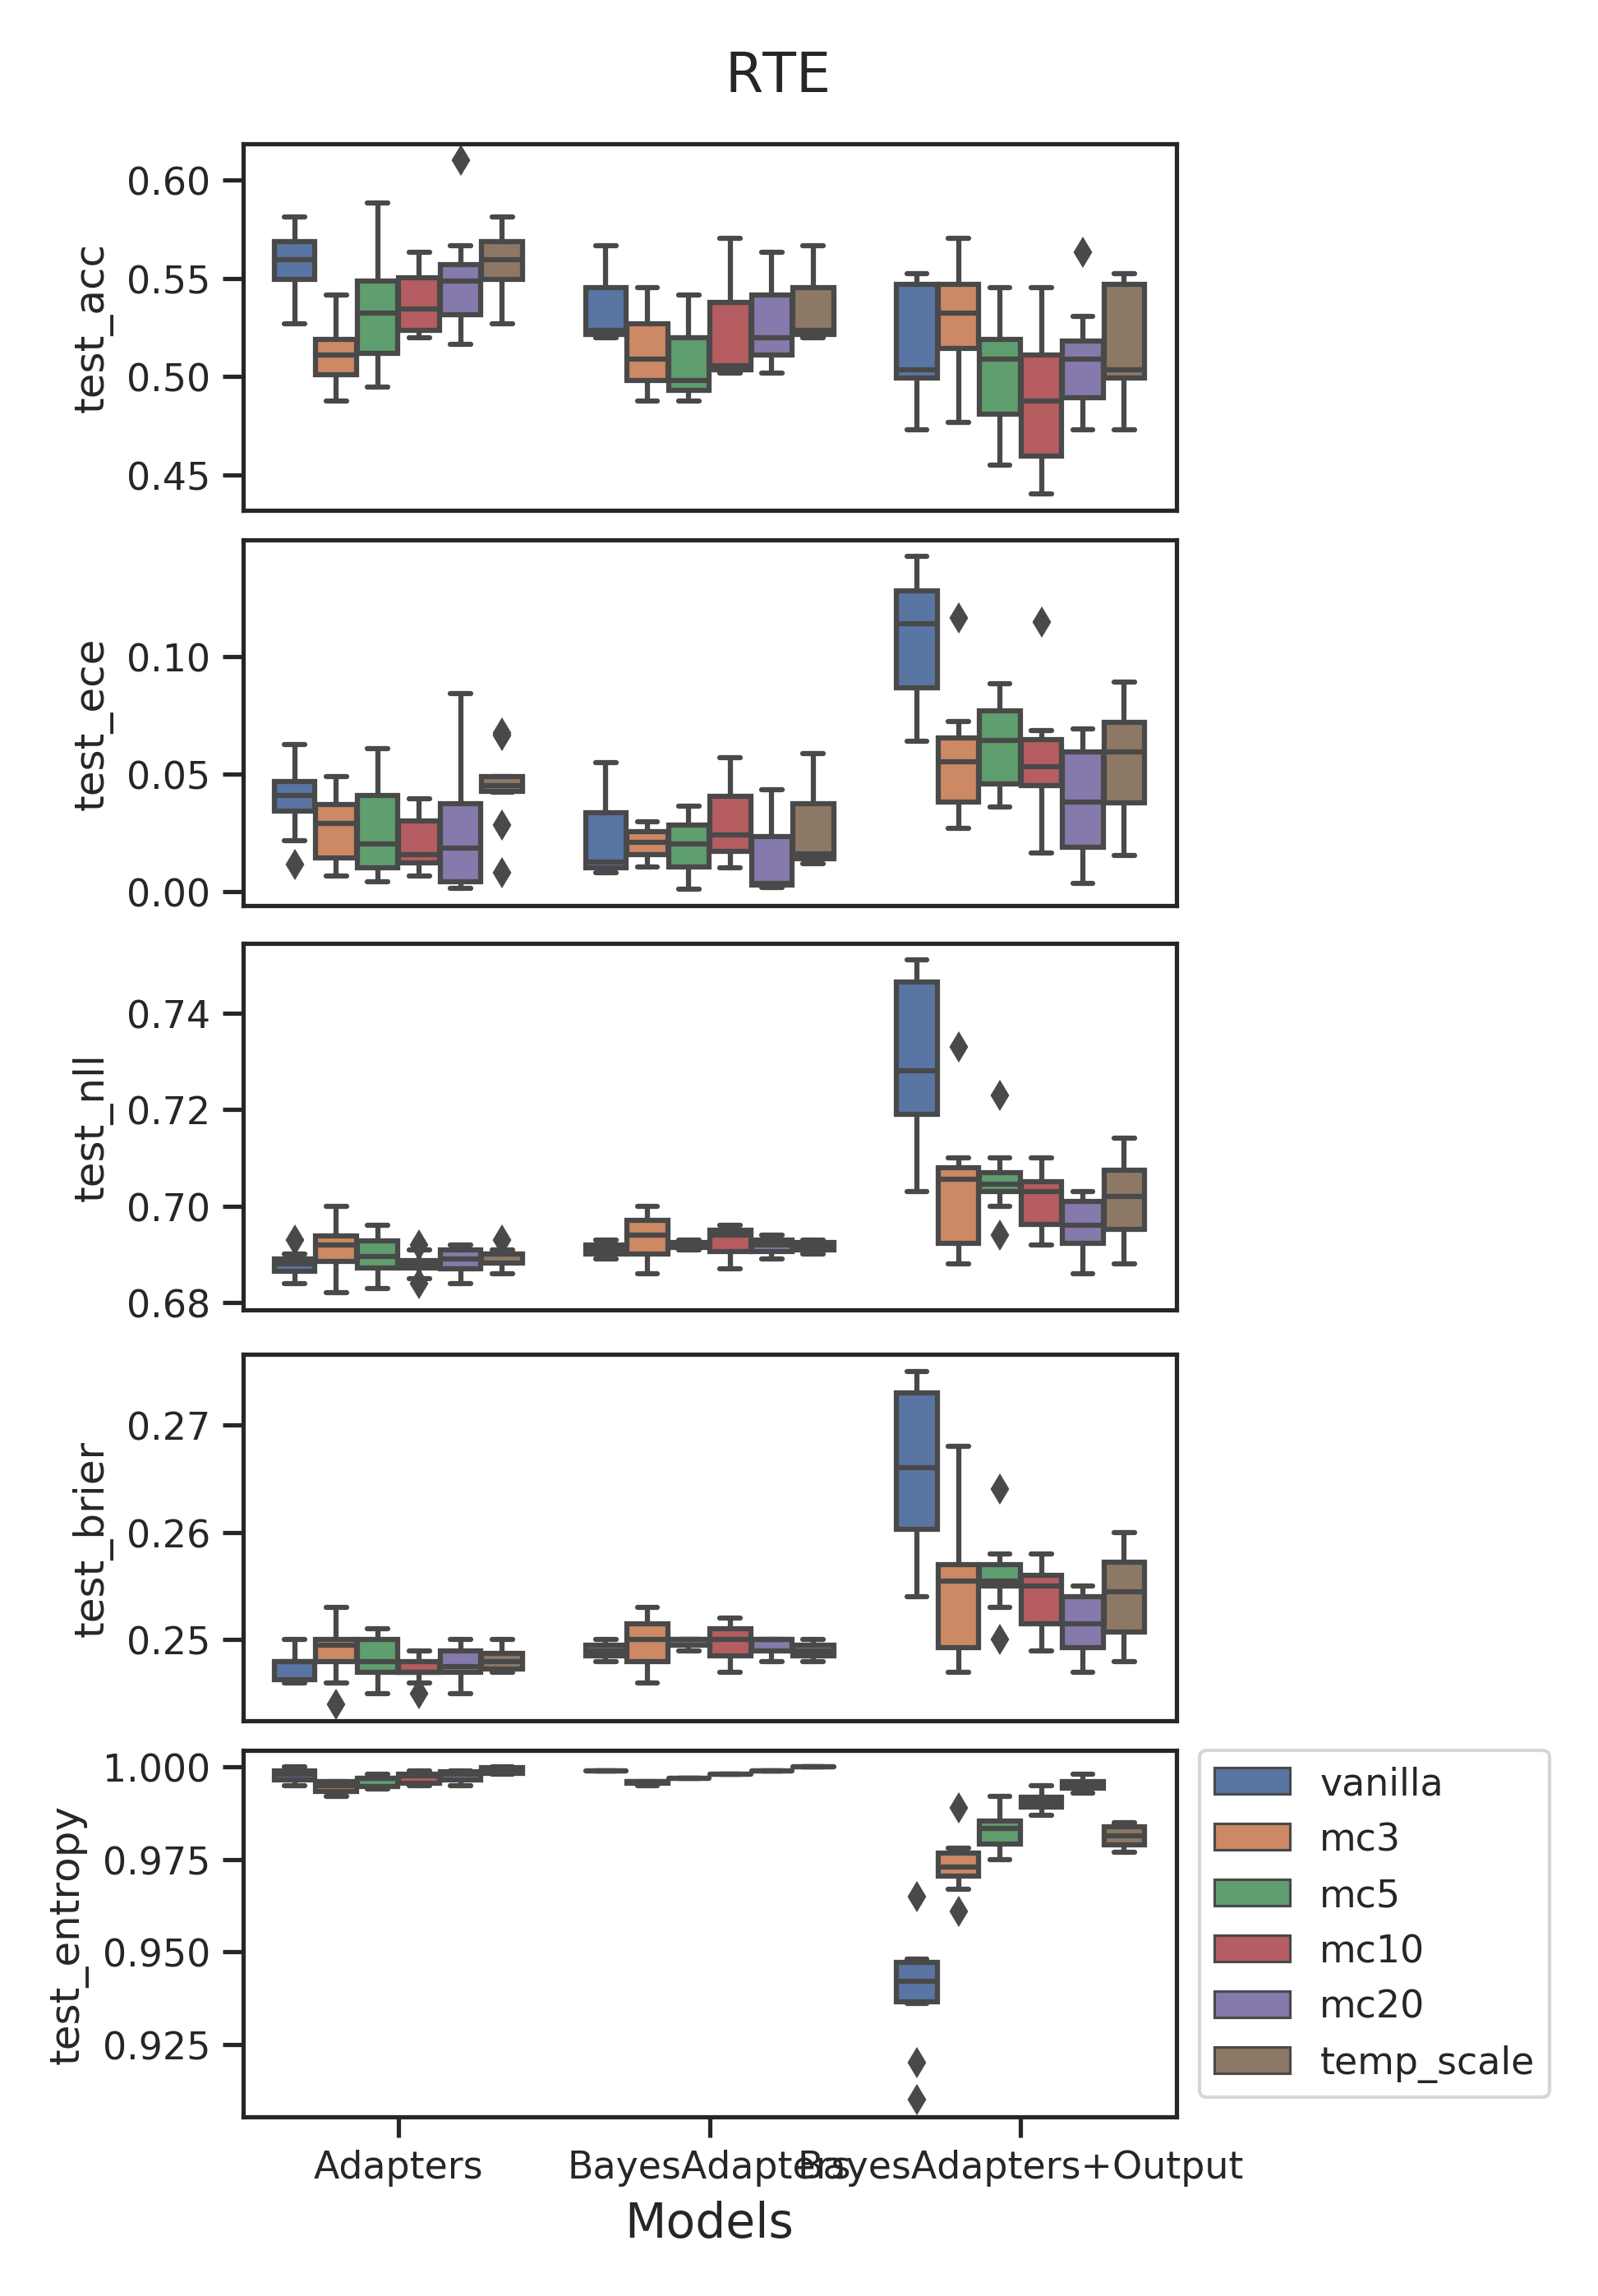 RTE
test_acc
0.60
0.55
0.50
0.45
test_ece
0.10
0.05
0.00
test_nll
0.74
0.72
0.70
0.68
test_brier
0.27
0.26
0.25
test_entropy
1.000
0.975
0.950
0.925
vanilla
mc3
mc5
mc10
mc20
temp_scale
Adapters
BayesAdapters
BayesAdapters+Output
Models